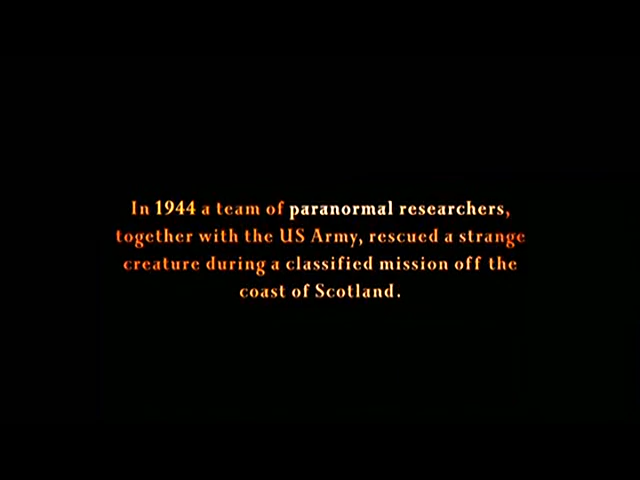 In 1944 a team of paranormal researchers,
together with the US Army, rescued a strange
creature during a classified mission off the
coast of Scotland.